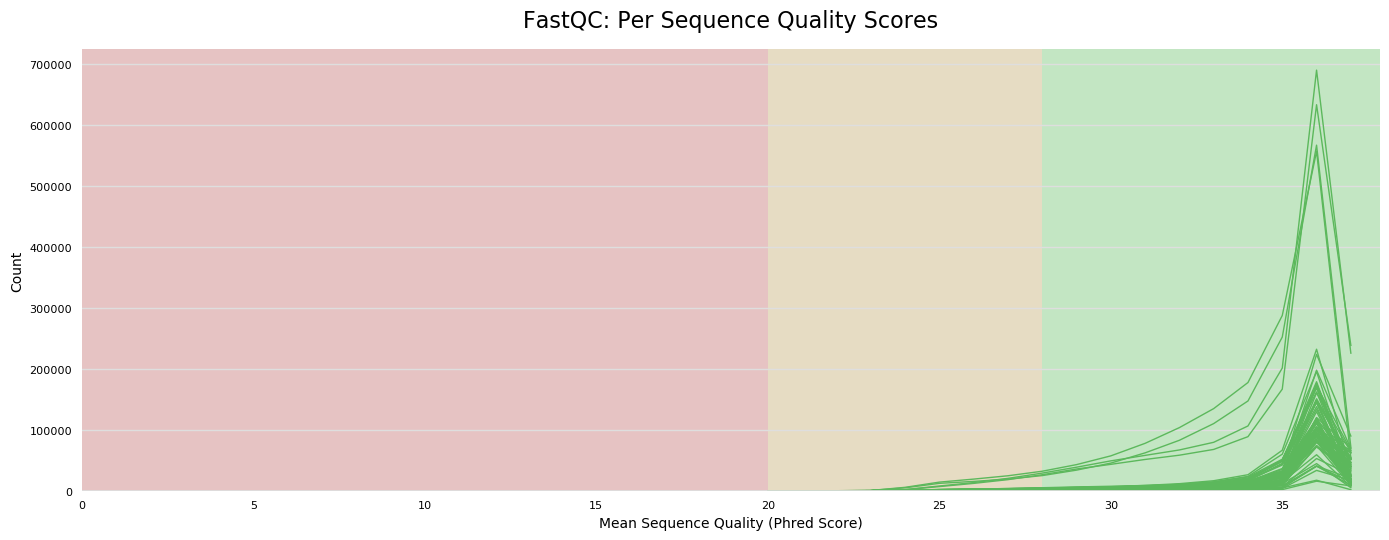 FastQC: Per Sequence Quality Scores
700000
600000
500000
400000
300000
200000
100000
0
Count
0 5 10 15 20 25 30 35
Mean Sequence Quality (Phred Score)